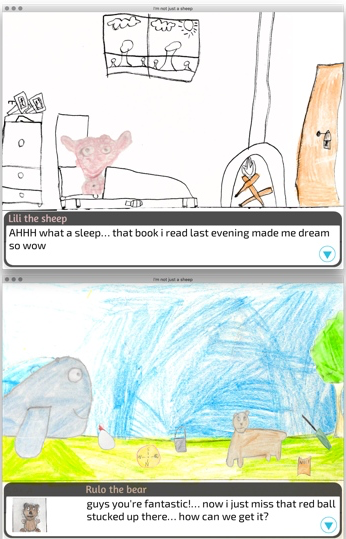 I'm not just a sheep
Lili the sheep
AHHH what a sleep... that book i read last evening made me dream
so wow
I'm not just a sheep
Rulo the bear
guys you're fantastic!... now i just miss that red ball
stucked up there... how can we get it?